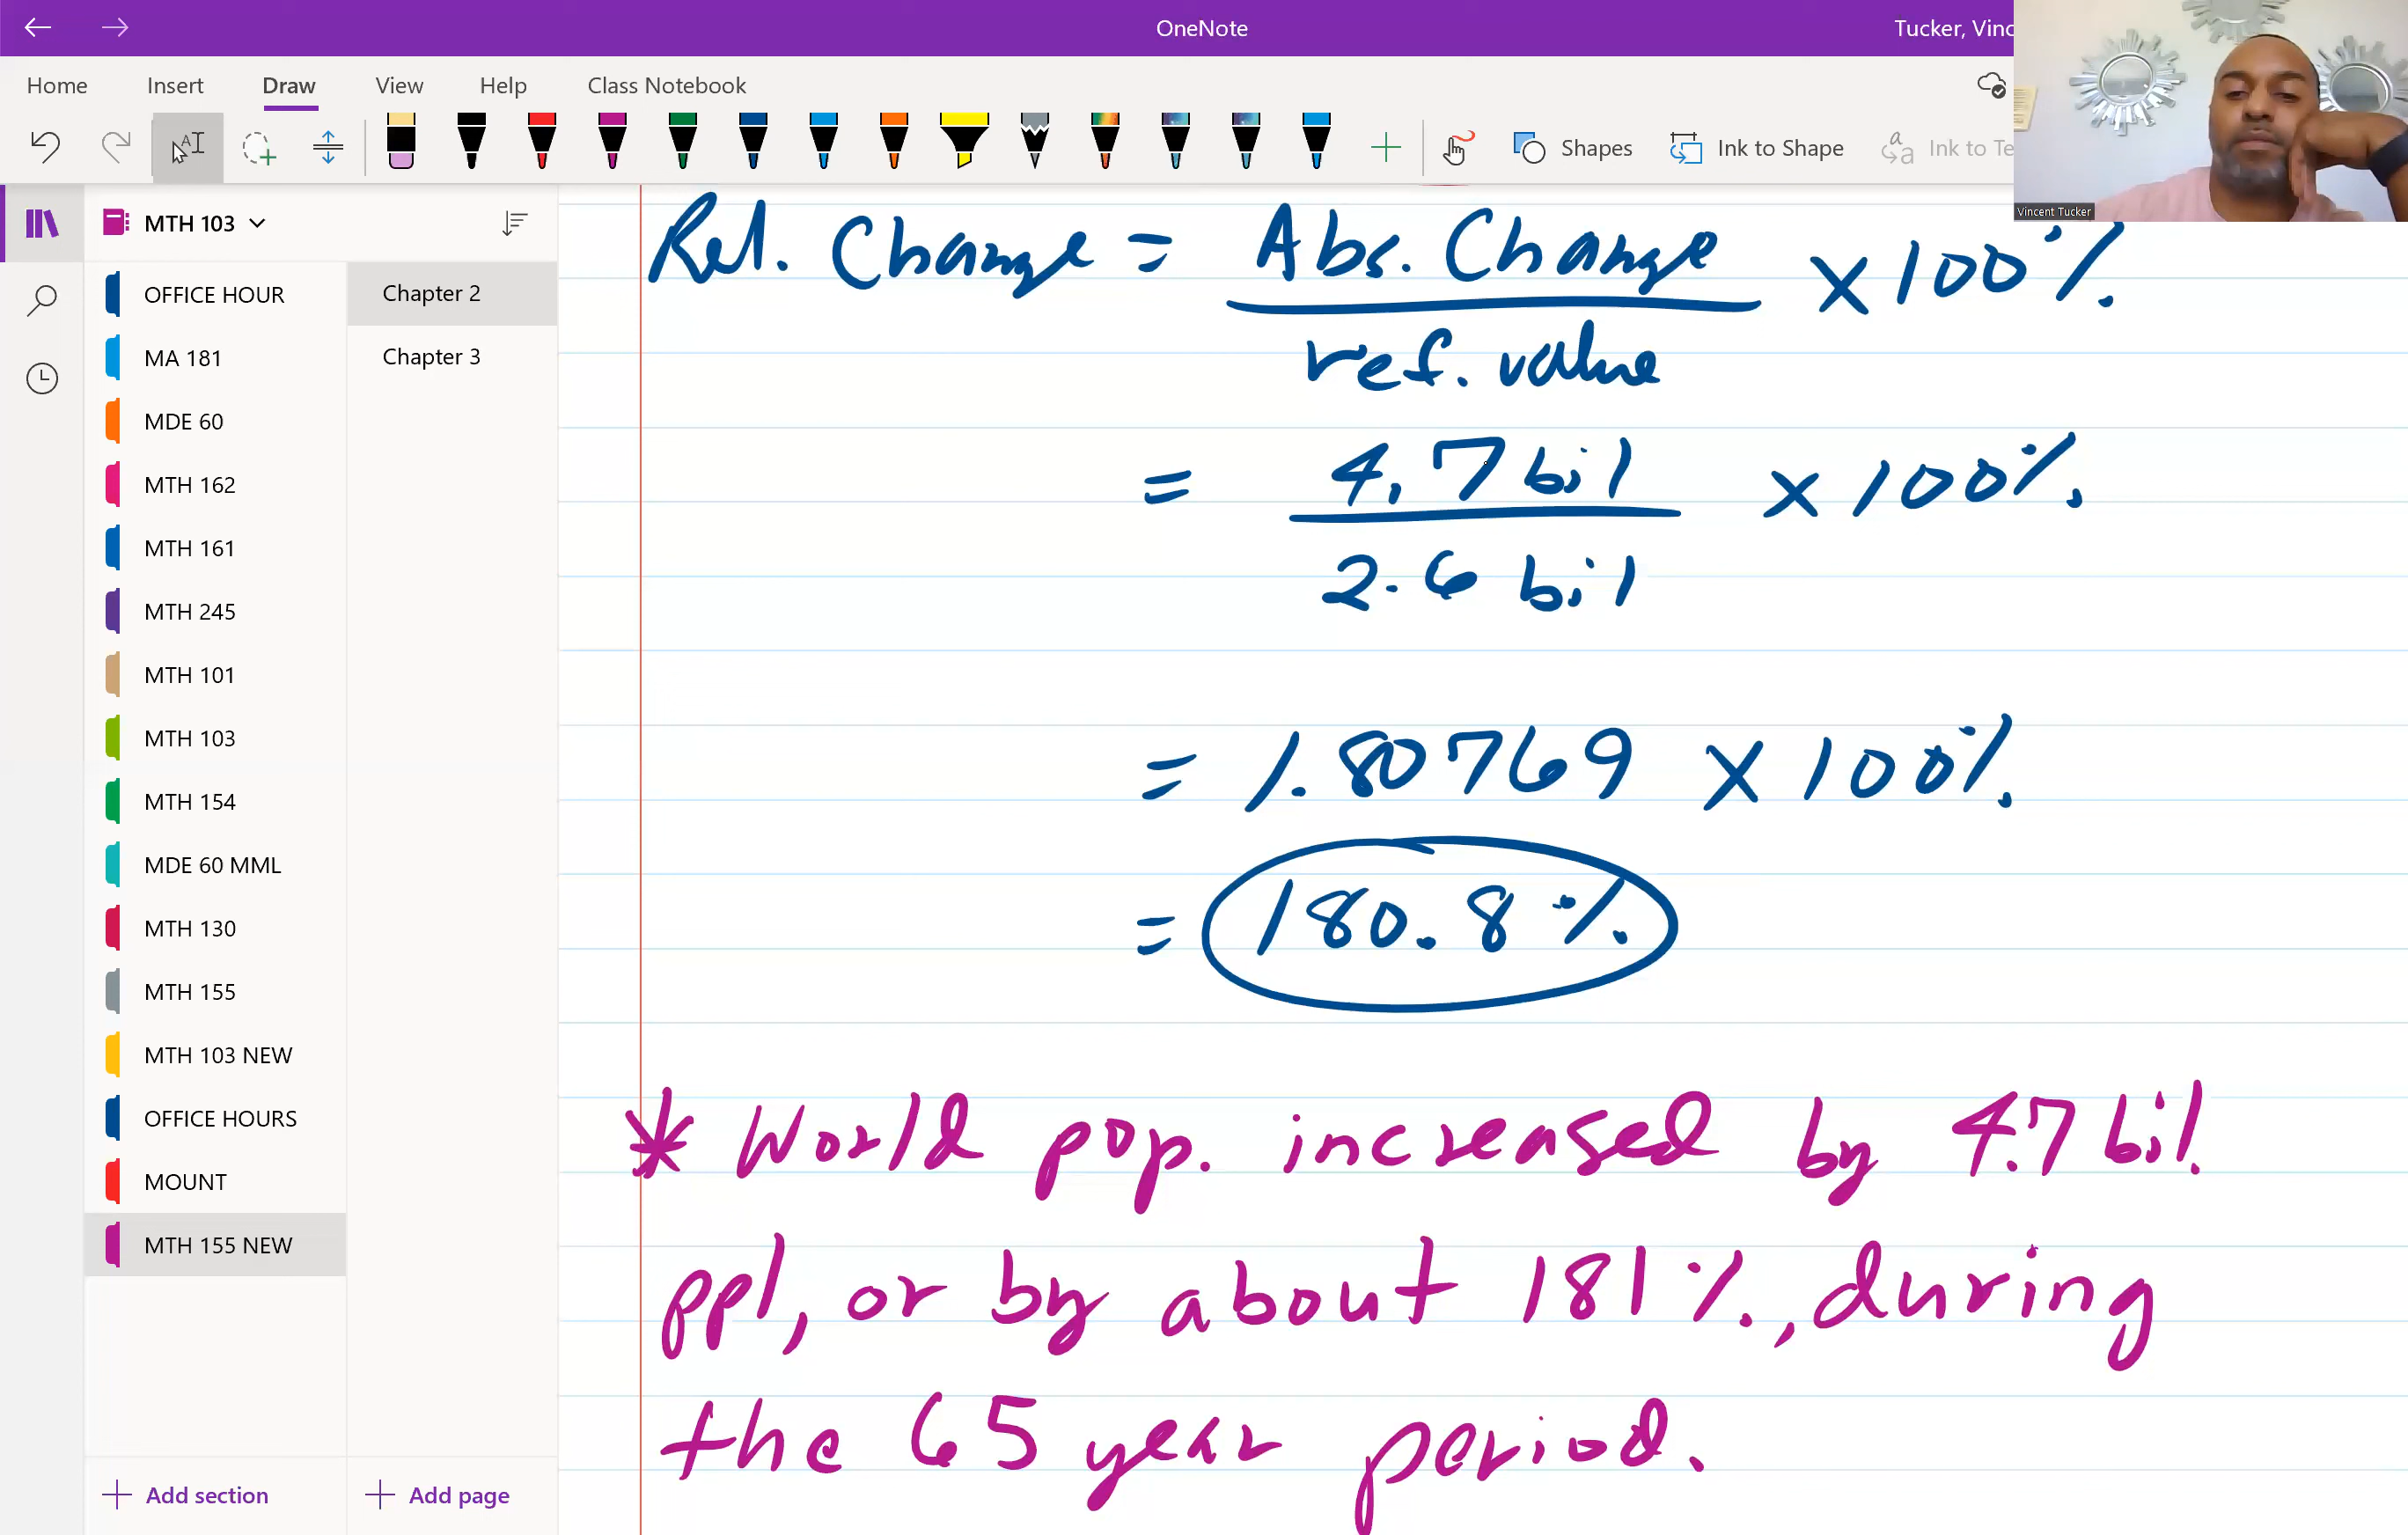 OneNote
Tucker, Vinc
Home Insert Draw View Help Class Notebook
Shapes Ink to Shape Ink to Te
Vincent Tucker
MTH 103
OFFICE HOUR
MA 181
MDE 60
MTH 162
MTH 161
MTH 245
MTH 101
MTH 103
MTH 154
MDE 60 MML
MTH 130
MTH 155
MTH 103 NEW
OFFICE HOURS
MOUNT
MTH 155 NEW
Add section
Chapter 2
Chapter 3
Add page
Rel. Change = Abs. Change × 100%
ref. value
= 4.7 bil × 100%
2.6 bil
= 1.80769 × 100%
= 180.8%
* World pop. increased by 4.7 bil
ppl, or by about 181%, during
the 65 year period.